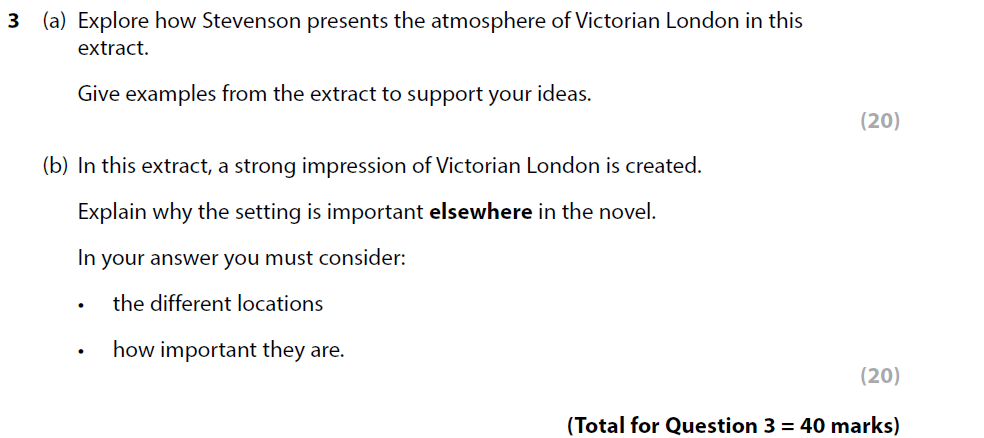 3 (a) Explore how Stevenson presents the atmosphere of Victorian London in this
extract.
Give examples from the extract to support your ideas.
(20)
(b) In this extract, a strong impression of Victorian London is created.
Explain why the setting is important elsewhere in the novel.
In your answer you must consider:
• the different locations
• how important they are.
(20)
(Total for Question 3 = 40 marks)